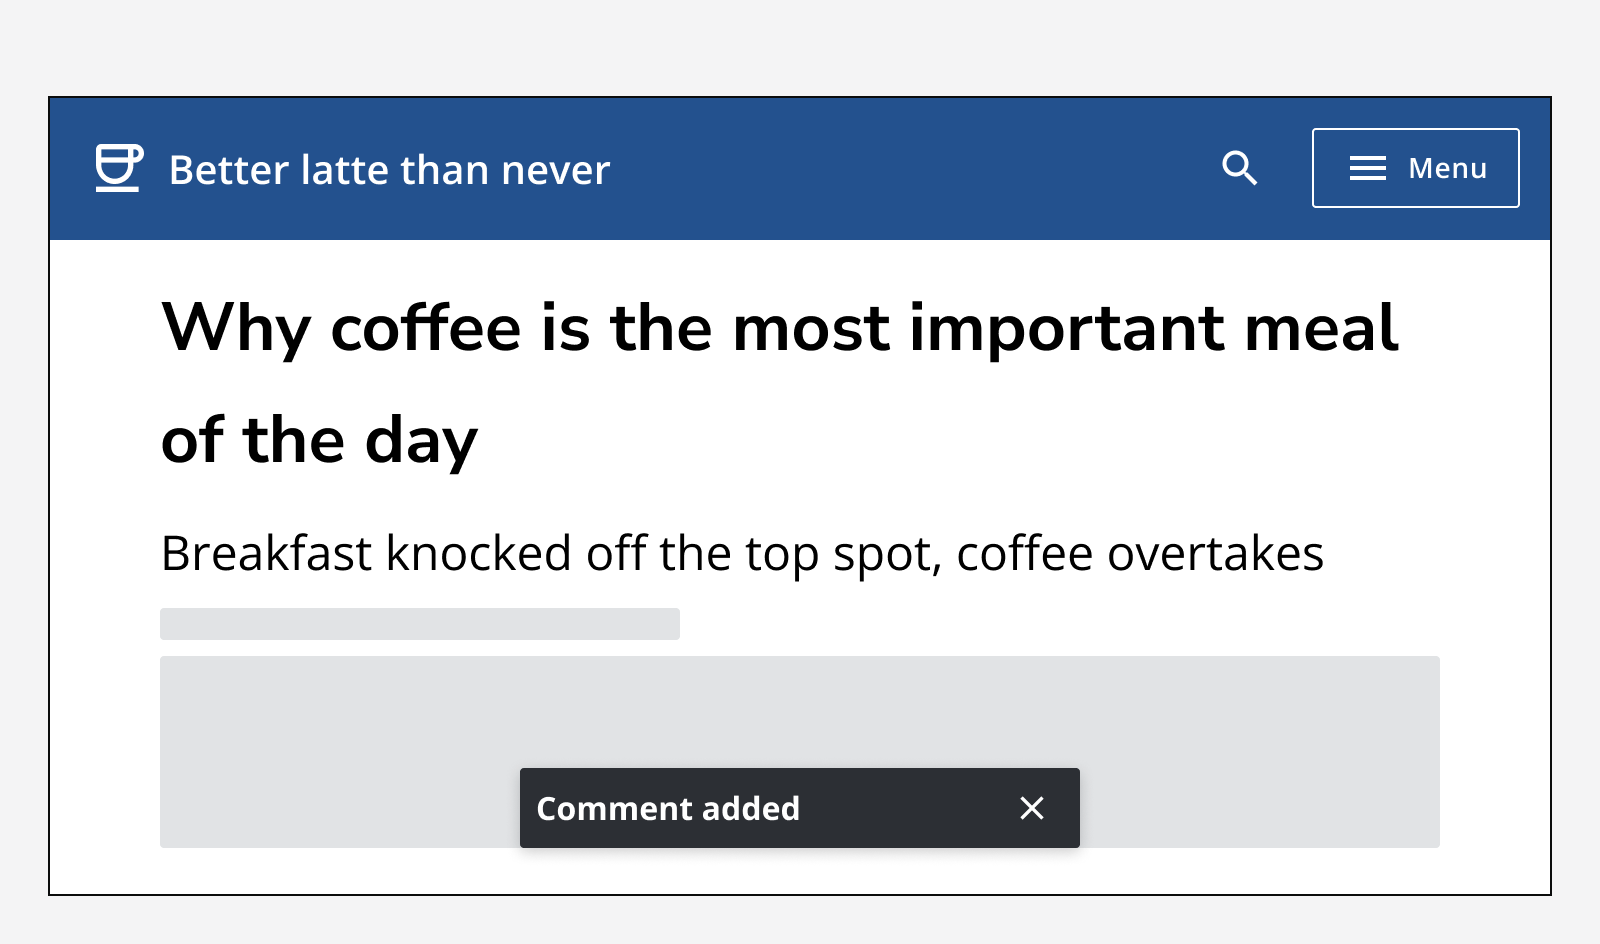 Better latte than never
Menu
Why coffee is the most important meal
of the day
Breakfast knocked off the top spot, coffee overtakes
Comment added